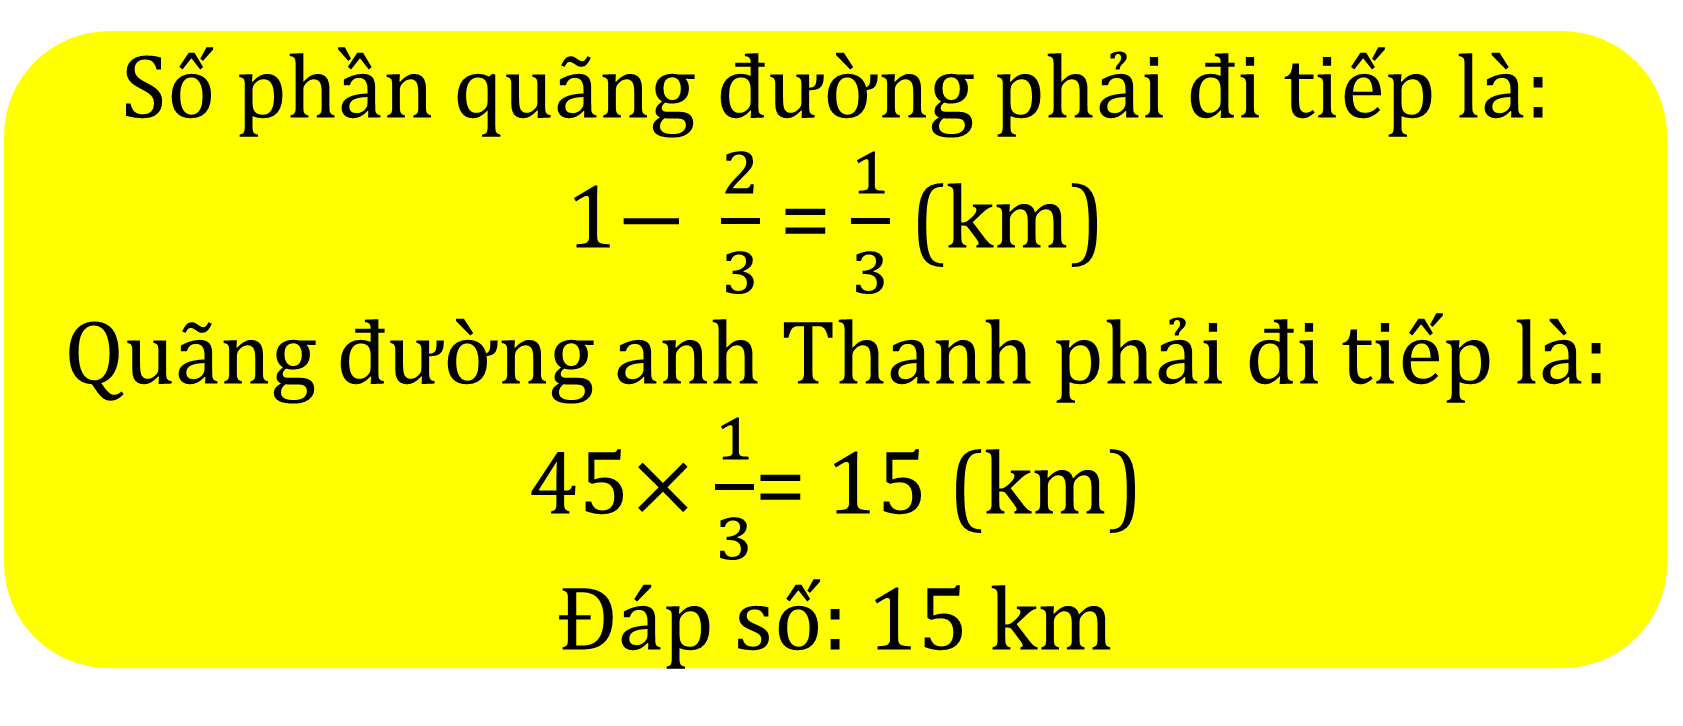 Số phần quãng đường phải đi tiếp là:
1− 2/3 = 1/3 (km)
Quãng đường anh Thanh phải đi tiếp là:
45× 1/3 = 15 (km)
Đáp số: 15 km